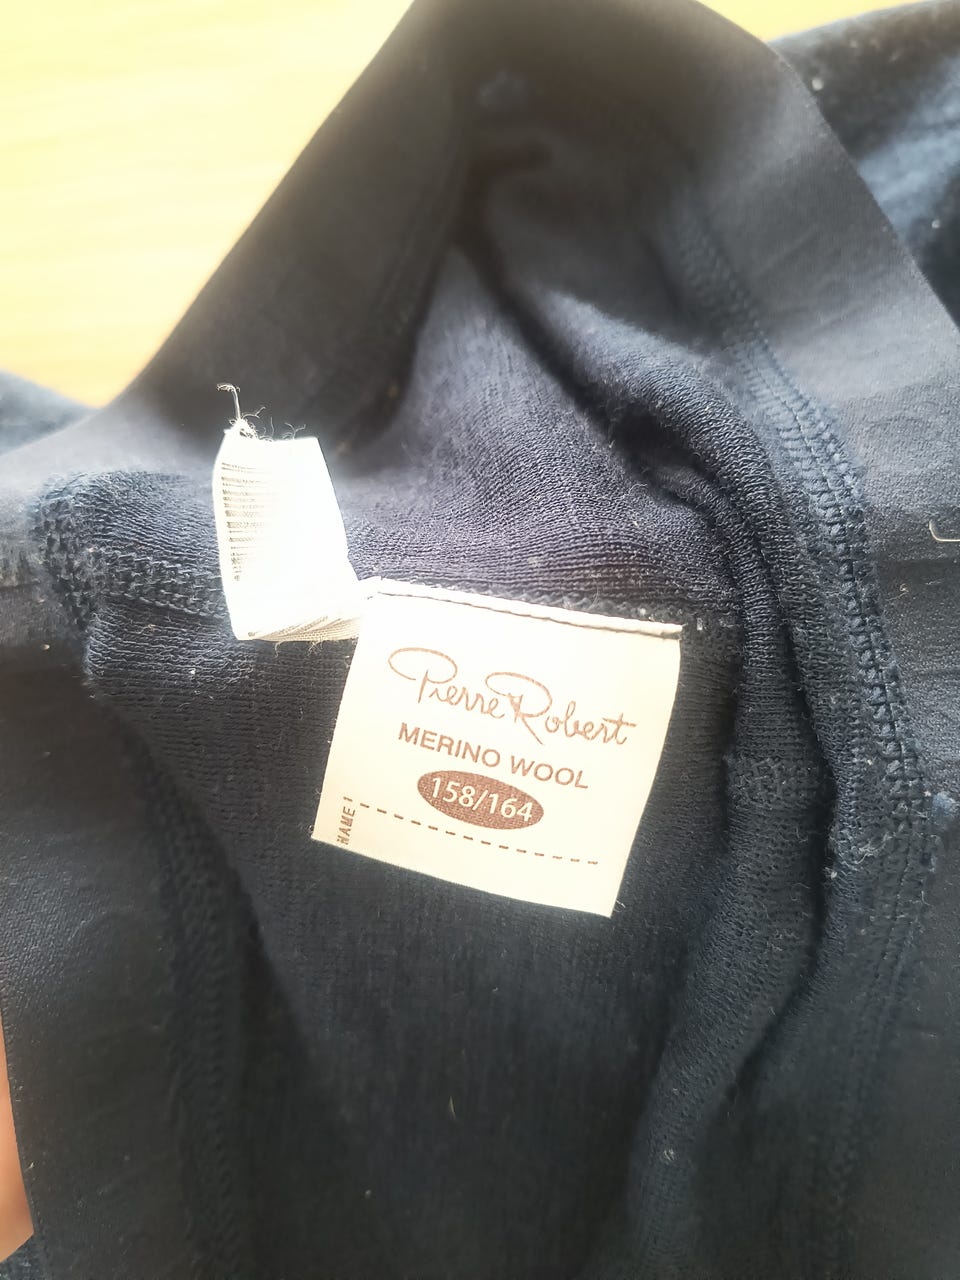 Pierre Robert
MERINO WOOL
158/164
NAME